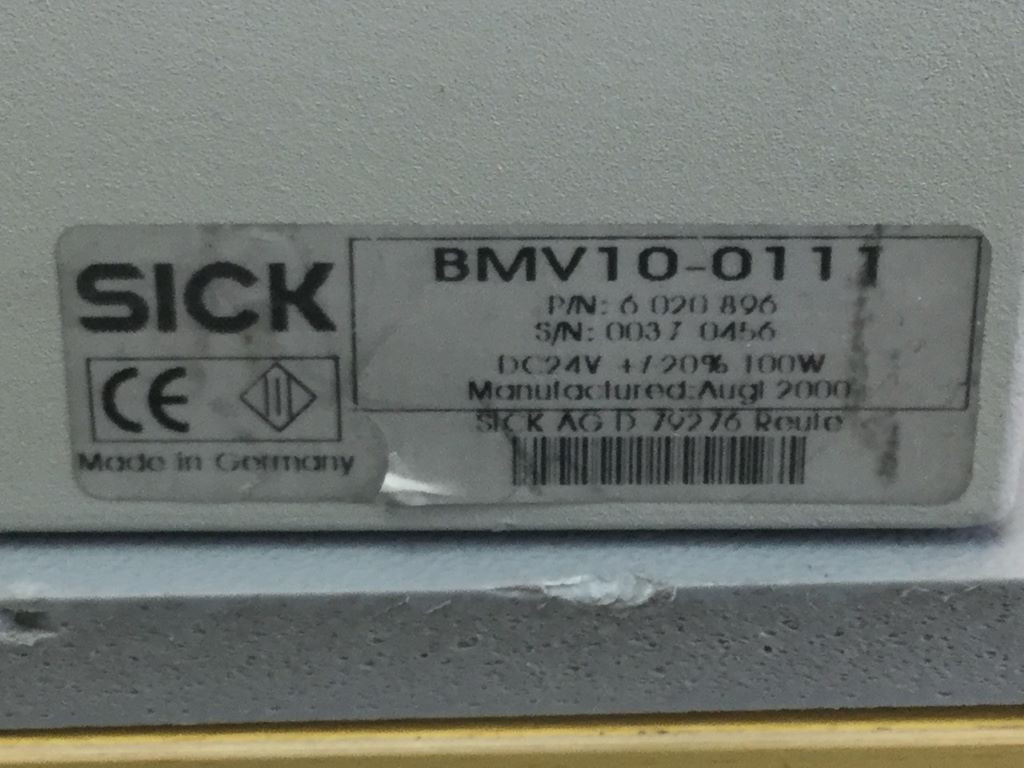 SICK
CE
Made in Germany
BMV10-0111
P/N: 6 020 896
S/N: 0037 0456
DC24V +/20% 100W
Manufactured:Augt 2000
SICK AG D 79276 Reute